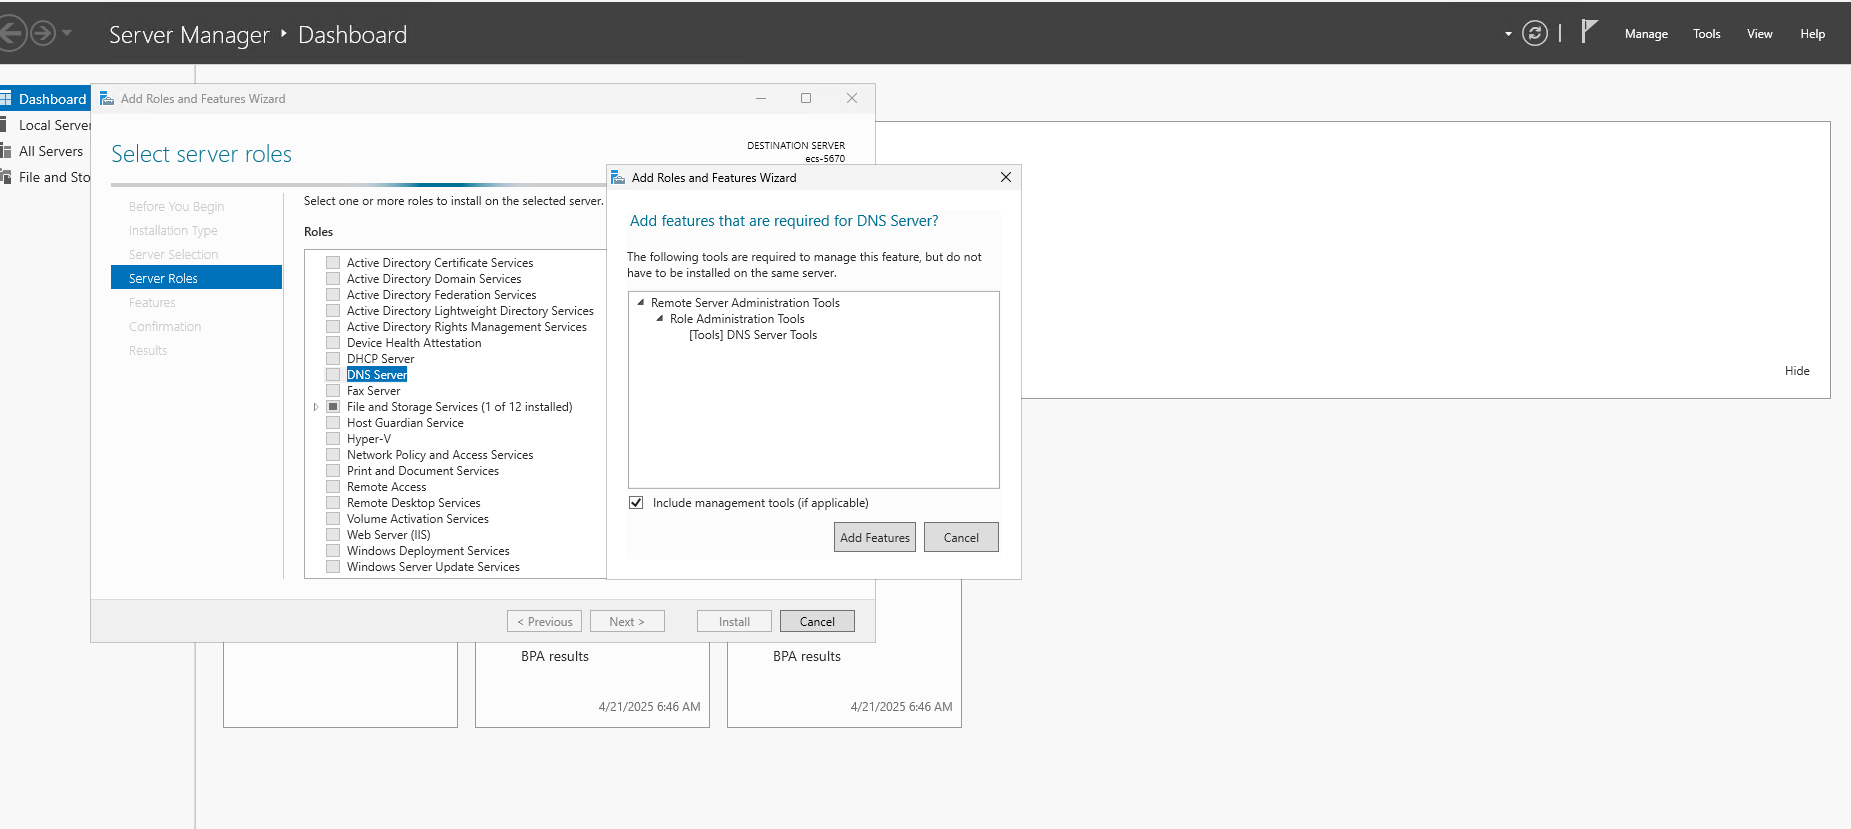 Server Manager ‣ Dashboard
Manage
Tools
View
Help
Dashboard
Local Server
All Servers
File and Sto
Add Roles and Features Wizard
Select server roles
DESTINATION SERVER
ecs-5670
Before You Begin
Installation Type
Server Selection
Server Roles
Features
Confirmation
Results
Select one or more roles to install on the selected server.
Roles
Active Directory Certificate Services
Active Directory Domain Services
Active Directory Federation Services
Active Directory Lightweight Directory Services
Active Directory Rights Management Services
Device Health Attestation
DHCP Server
DNS Server
Fax Server
File and Storage Services (1 of 12 installed)
Host Guardian Service
Hyper-V
Network Policy and Access Services
Print and Document Services
Remote Access
Remote Desktop Services
Volume Activation Services
Web Server (IIS)
Windows Deployment Services
Windows Server Update Services
< Previous
Next >
Install
Cancel
Add Roles and Features Wizard
Add features that are required for DNS Server?
The following tools are required to manage this feature, but do not
have to be installed on the same server.
Remote Server Administration Tools
Role Administration Tools
[Tools] DNS Server Tools
Include management tools (if applicable)
Add Features
Cancel
Hide
BPA results
4/21/2025 6:46 AM
BPA results
4/21/2025 6:46 AM